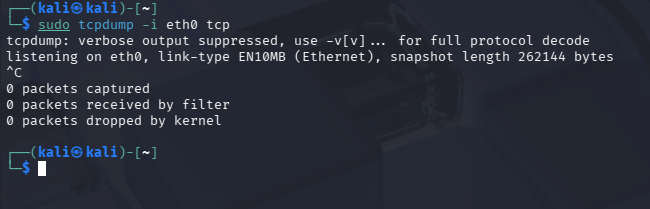 ┌──(kali㉿kali)-[~]
└─$ sudo tcpdump -i eth0 tcp
tcpdump: verbose output suppressed, use -v[v]... for full protocol decode
listening on eth0, link-type EN10MB (Ethernet), snapshot length 262144 bytes
^C
0 packets captured
0 packets received by filter
0 packets dropped by kernel
┌──(kali㉿kali)-[~]
└─$